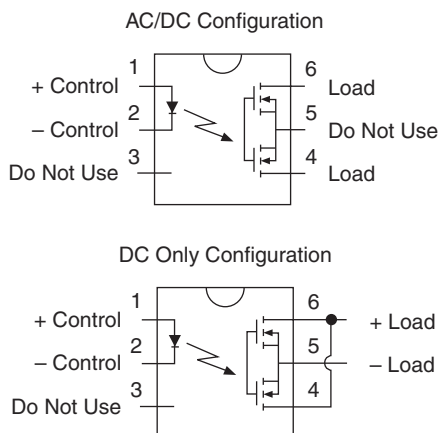 AC/DC Configuration
1
+ Control
2
– Control
3
Do Not Use
6
Load
5
Do Not Use
4
Load
DC Only Configuration
1
+ Control
2
– Control
3
Do Not Use
6
+ Load
5
– Load
4